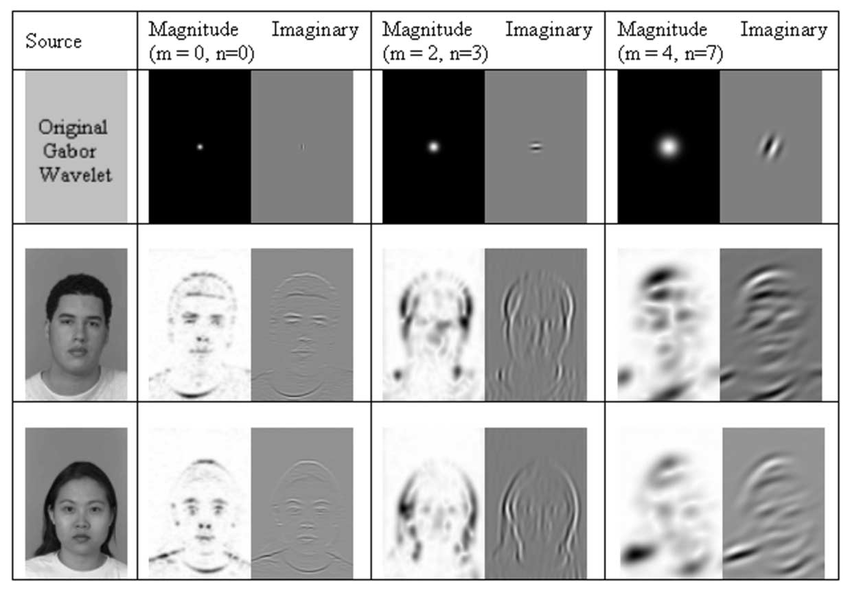 Source
Magnitude Imaginary
(m = 0, n=0)
Magnitude Imaginary
(m = 2, n=3)
Magnitude Imaginary
(m = 4, n=7)
Original
Gabor
Wavelet